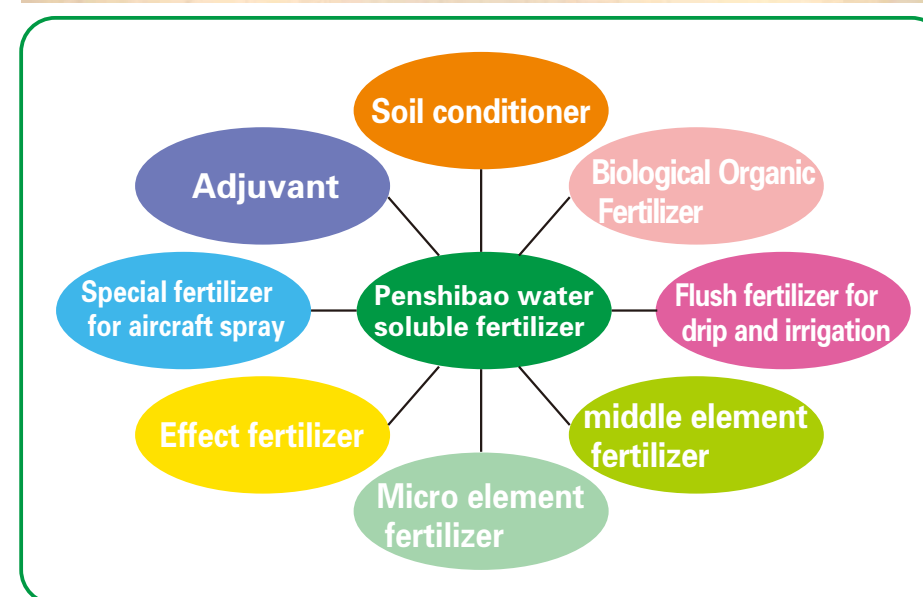 Soil conditioner
Adjuvant
Biological Organic
Fertilizer
Special fertilizer
for aircraft spray
Penshibao water
soluble fertilizer
Flush fertilizer for
drip and irrigation
Effect fertilizer
middle element
fertilizer
Micro element
fertilizer